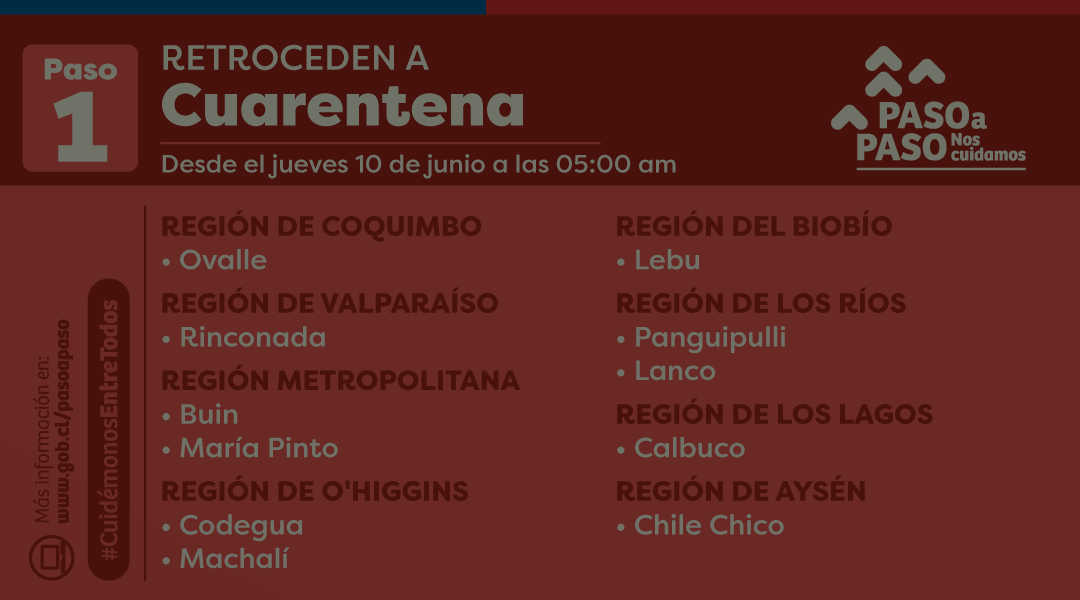 Paso
1
RETROCEDEN A
Cuarentena
Desde el jueves 10 de junio a las 05:00 am
PASO a
PASO Nos
cuidamos
REGIÓN DE COQUIMBO
• Ovalle
REGIÓN DE VALPARAÍSO
• Rinconada
REGIÓN METROPOLITANA
• Buin
• María Pinto
REGIÓN DE O'HIGGINS
• Codegua
• Machalí
REGIÓN DEL BIOBÍO
• Lebu
REGIÓN DE LOS RÍOS
• Panguipulli
• Lanco
REGIÓN DE LOS LAGOS
• Calbuco
REGIÓN DE AYSÉN
• Chile Chico
Más información en:
www.gob.cl/pasoapaso
#CuidémonosEntreTodos